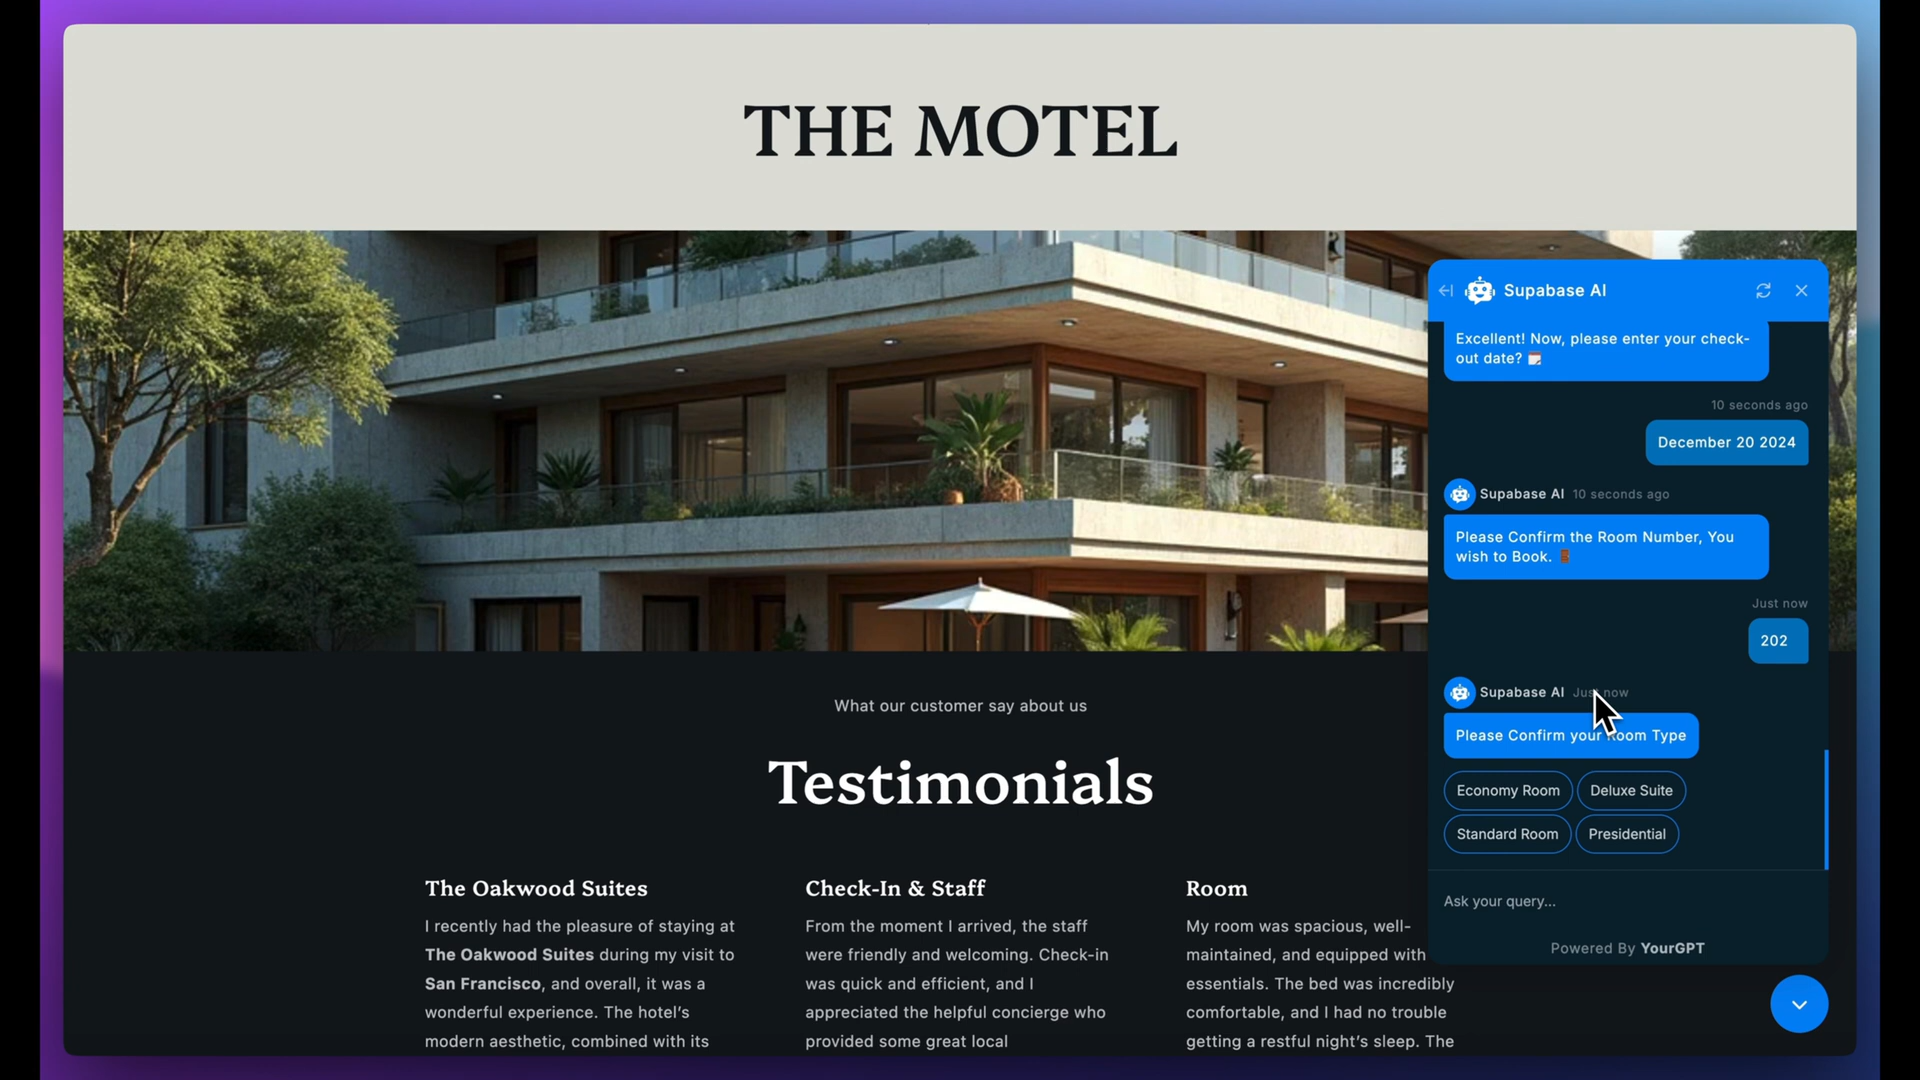 THE MOTEL
Supabase AI
Excellent! Now, please enter your check-
out date?
10 seconds ago
December 20 2024
Supabase AI 10 seconds ago
Please Confirm the Room Number, You
wish to Book.
Just now
202
Supabase AI Just now
Please Confirm your Room Type
Economy Room
Deluxe Suite
Standard Room
Presidential
Ask your query...
Powered By YourGPT
What our customer say about us
Testimonials
The Oakwood Suites
I recently had the pleasure of staying at
The Oakwood Suites during my visit to
San Francisco, and overall, it was a
wonderful experience. The hotel’s
modern aesthetic, combined with its
Check-In & Staff
From the moment I arrived, the staff
were friendly and welcoming. Check-in
was quick and efficient, and I
appreciated the helpful concierge who
provided some great local
Room
My room was spacious, well-
maintained, and equipped with
essentials. The bed was incredibly
comfortable, and I had no trouble
getting a restful night’s sleep. The